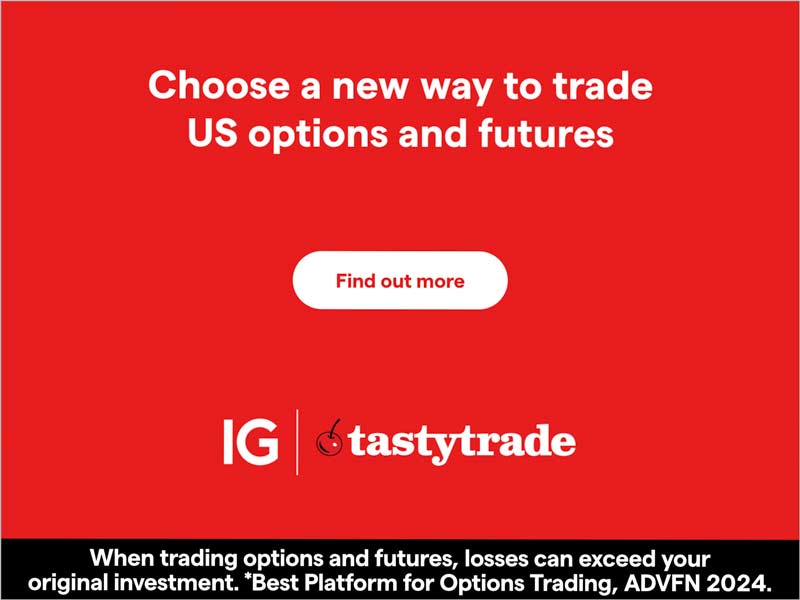 Choose a new way to trade
US options and futures
Find out more
IG
tastytrade
When trading options and futures, losses can exceed your
original investment. *Best Platform for Options Trading, ADVFN 2024.